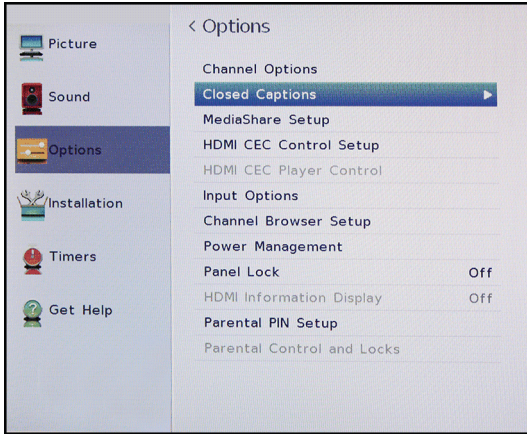 Picture
Sound
Options
Installation
Timers
Get Help
< Options
Channel Options
Closed Captions
MediaShare Setup
HDMI CEC Control Setup
HDMI CEC Player Control
Input Options
Channel Browser Setup
Power Management
Panel Lock Off
HDMI Information Display Off
Parental PIN Setup
Parental Control and Locks